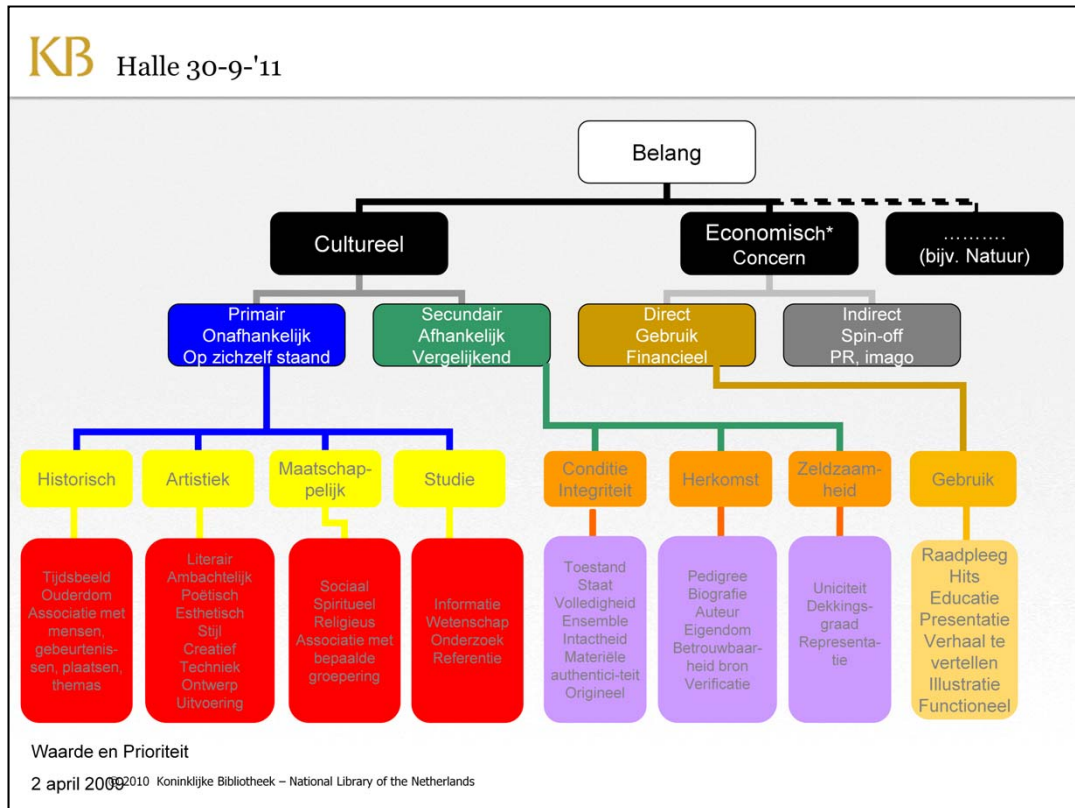 KB Halle 30-9-'11
Belang
Cultureel
Economisch*
Concern
……….
(bijv. Natuur)
Primair
Onafhankelijk
Op zichzelf staand
Secundair
Afhankelijk
Vergelijkend
Direct
Gebruik
Financieel
Indirect
Spin-off
PR, imago
Historisch
Artistiek
Maatschap-
pelijk
Studie
Conditie
Integriteit
Herkomst
Zeldzaam-
heid
Gebruik
Tijdsbeeld
Ouderdom
Associatie met
mensen,
gebeurtenis-
sen, plaatsen,
themas
Literair
Ambachtelijk
Poëtisch
Esthetisch
Stijl
Creatief
Techniek
Ontwerp
Uitvoering
Sociaal
Spiritueel
Religieus
Associatie met
bepaalde
groepering
Informatie
Wetenschap
Onderzoek
Referentie
Toestand
Staat
Volledigheid
Ensemble
Intactheid
Materiële
authentici-teit
Origineel
Pedigree
Biografie
Auteur
Eigendom
Betrouwbaar-
heid bron
Verificatie
Uniciteit
Dekkings-
graad
Representa-
tie
Raadpleeg
Hits
Educatie
Presentatie
Verhaal te
vertellen
Illustratie
Functioneel
Waarde en Prioriteit
2 april 2009
© 2010 Koninklijke Bibliotheek – National Library of the Netherlands